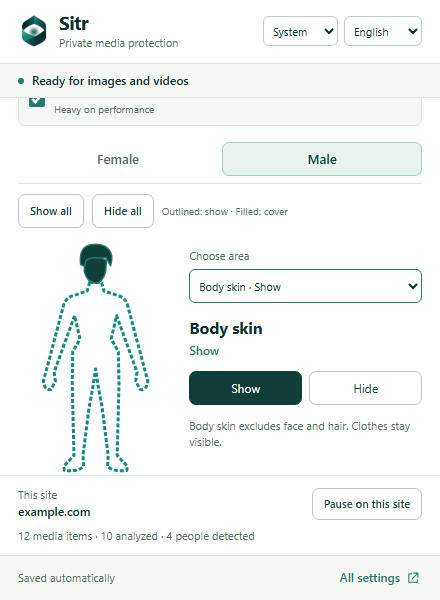 Sitr
Private media protection
System
English
Ready for images and videos
Heavy on performance
Female
Male
Show all
Hide all
Outlined: show · Filled: cover
Choose area
Body skin · Show
Body skin
Show
Show
Hide
Body skin excludes face and hair. Clothes stay
visible.
This site
example.com
Pause on this site
12 media items · 10 analyzed · 4 people detected
Saved automatically
All settings